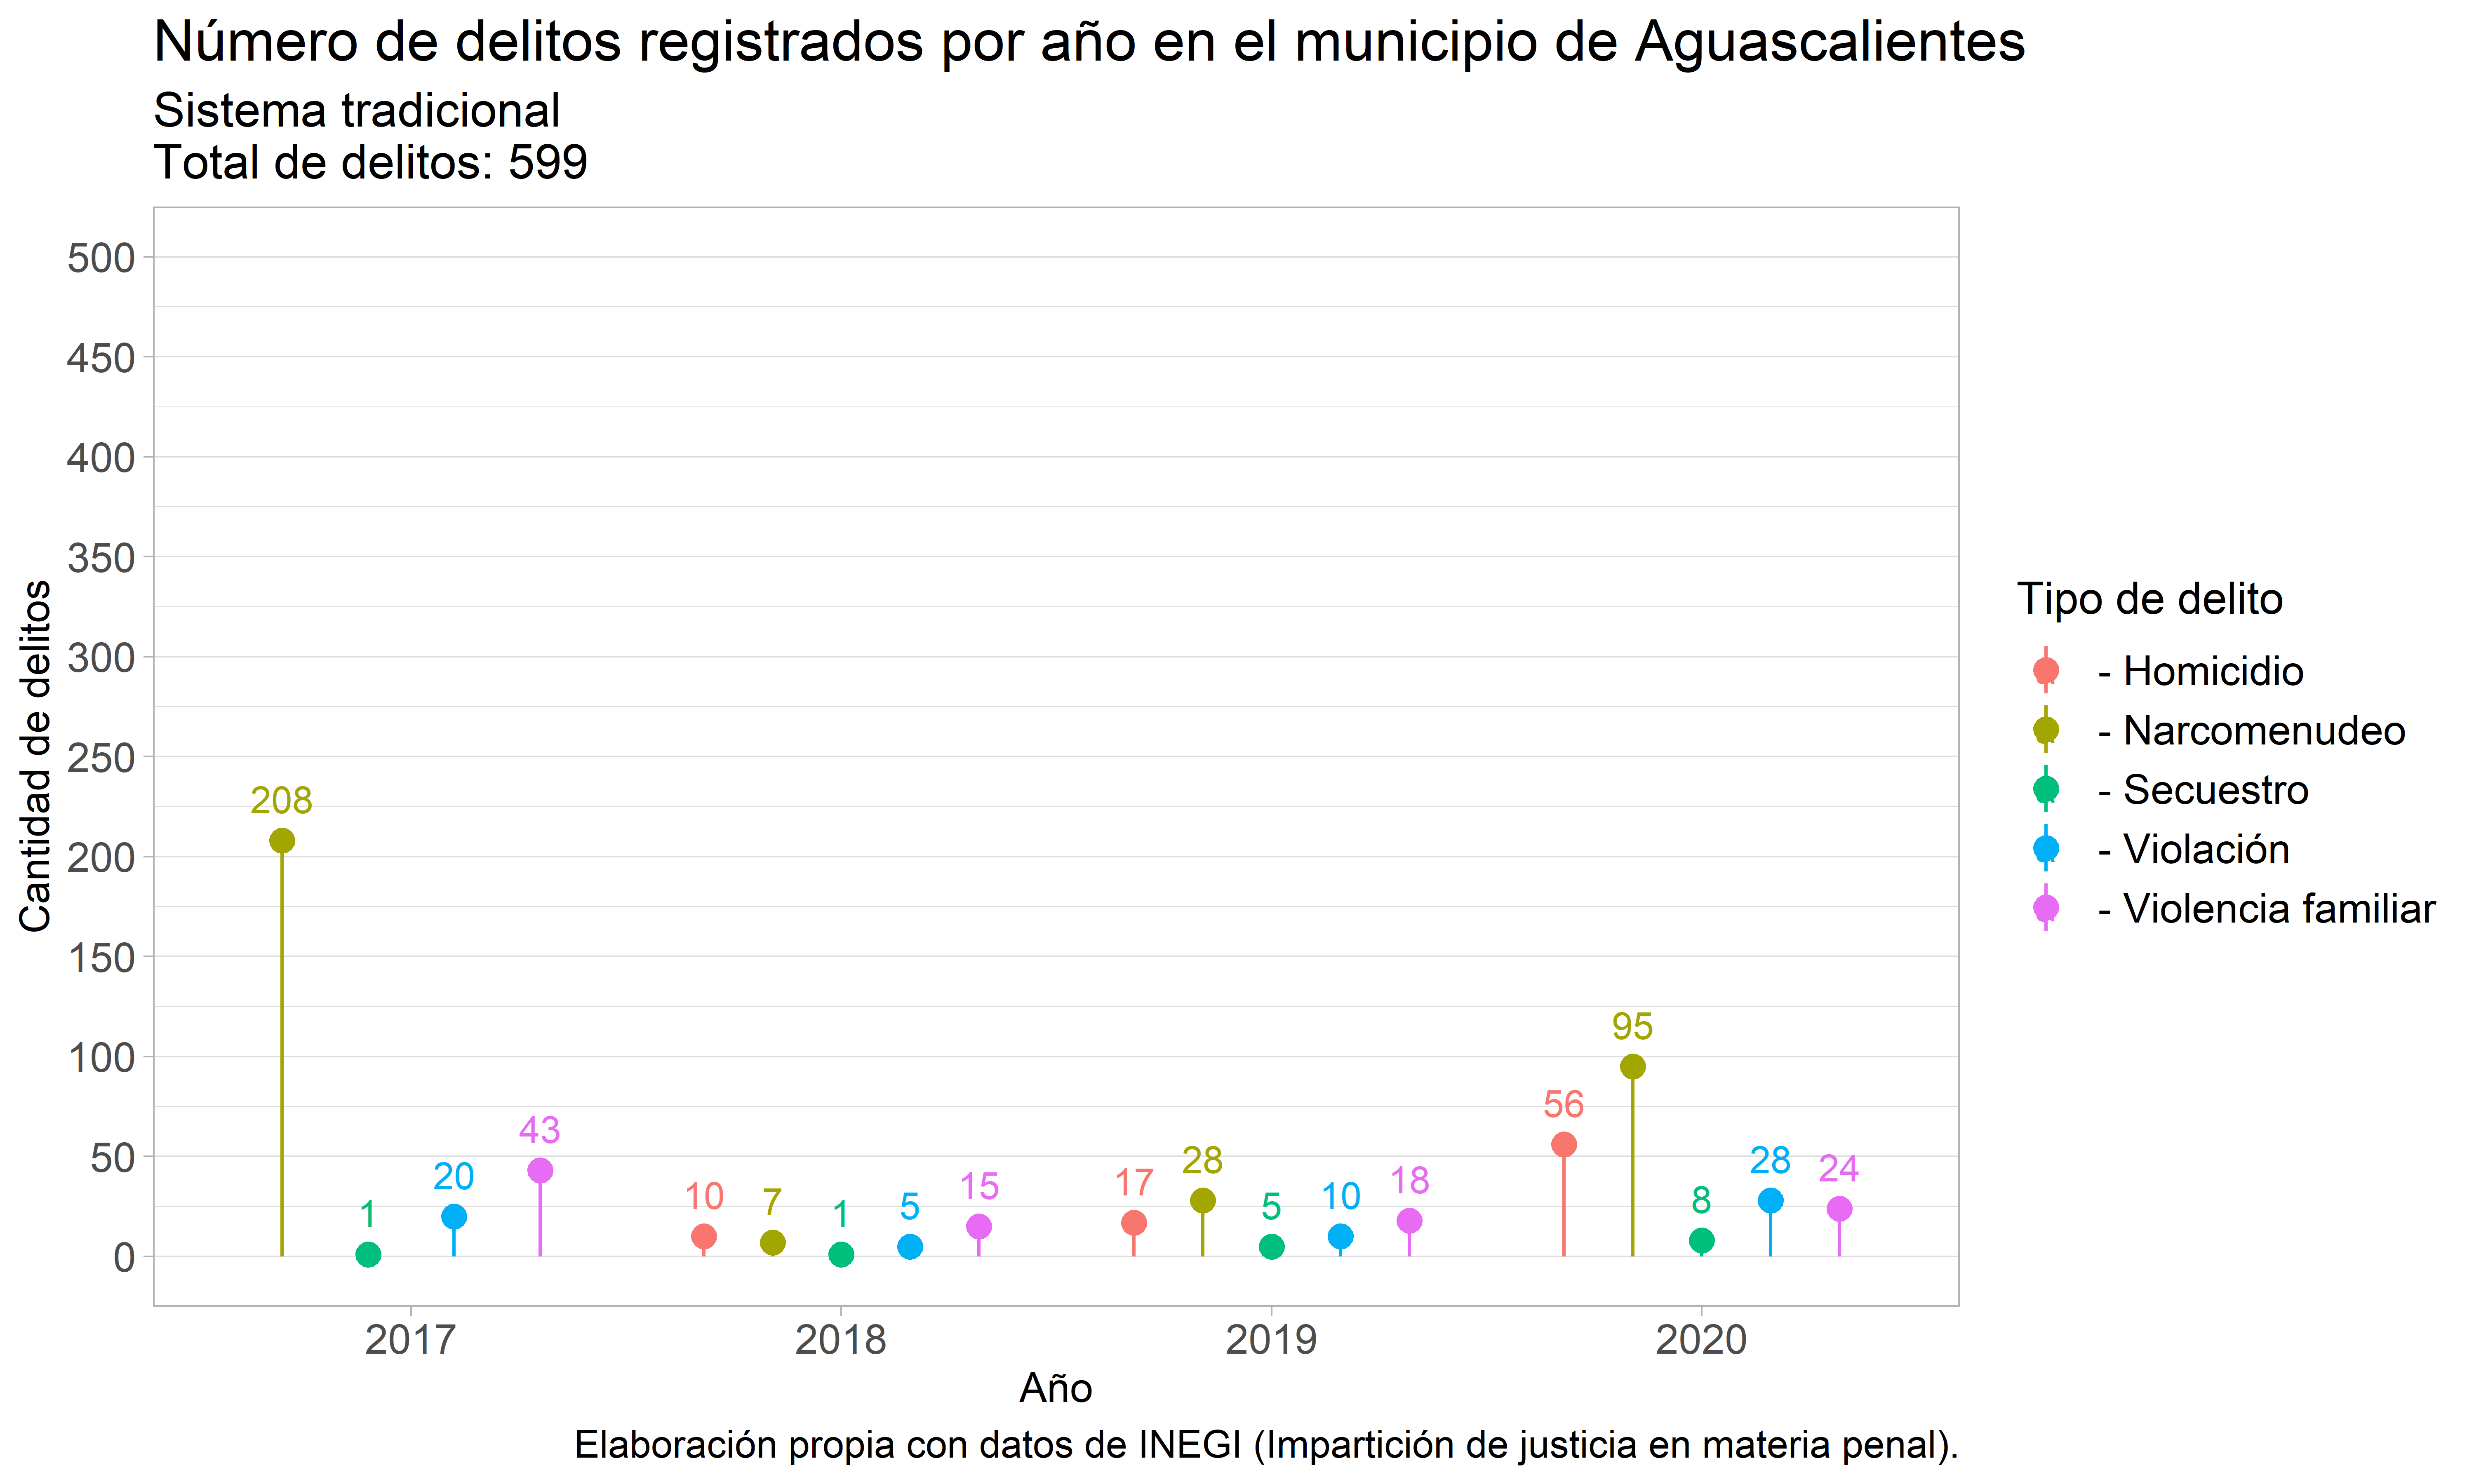 Número de delitos registrados por año en el municipio de Aguascalientes
Sistema tradicional
Total de delitos: 599
Cantidad de delitos
500
450
400
350
300
250
200
150
100
50
0
208
1
20
43
10
7
1
5
15
17
28
5
10
18
56
95
8
28
24
2017
2018
2019
2020
Año
Tipo de delito
- Homicidio
- Narcomenudeo
- Secuestro
- Violación
- Violencia familiar
Elaboración propia con datos de INEGI (Impartición de justicia en materia penal).